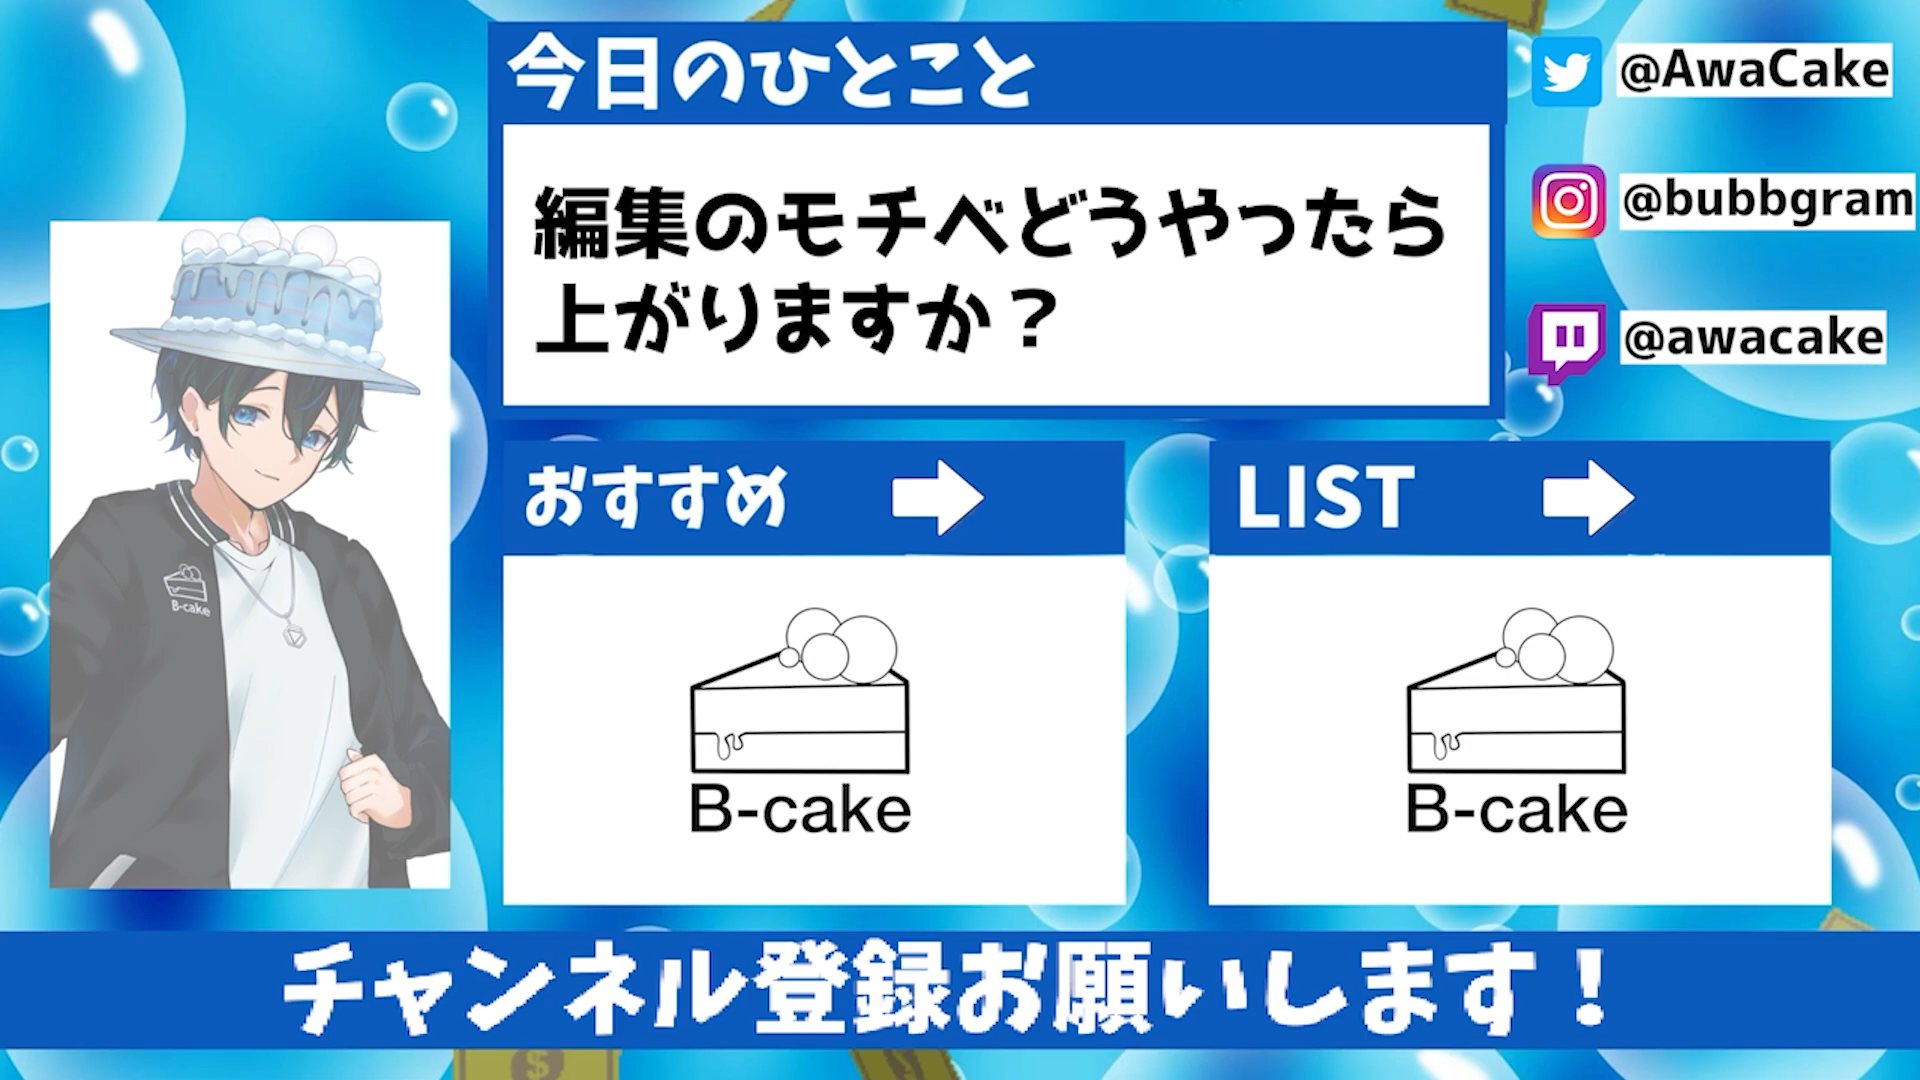 今日のひとこと
編集のモチベどうやったら
上がりますか？
@AwaCake
@bubbgram
@awacake
B-cake
おすすめ
LIST
B-cake
B-cake
チャンネル登録お願いします！
$